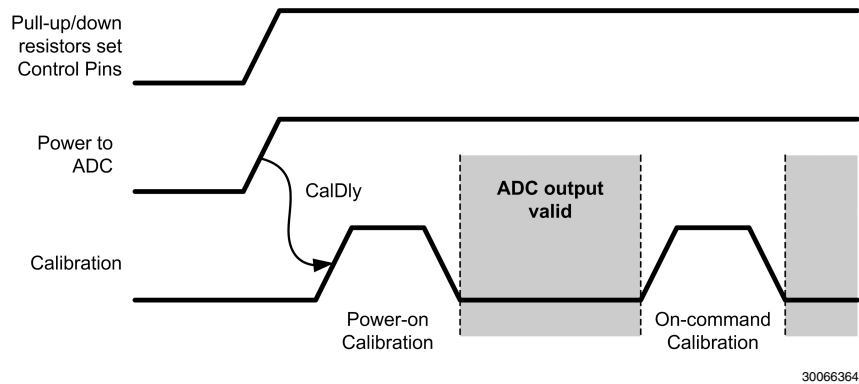 Pull-up/down
resistors set
Control Pins
Power to
ADC
CalDly
ADC output
valid
Calibration
Power-on
Calibration
On-command
Calibration
30066364